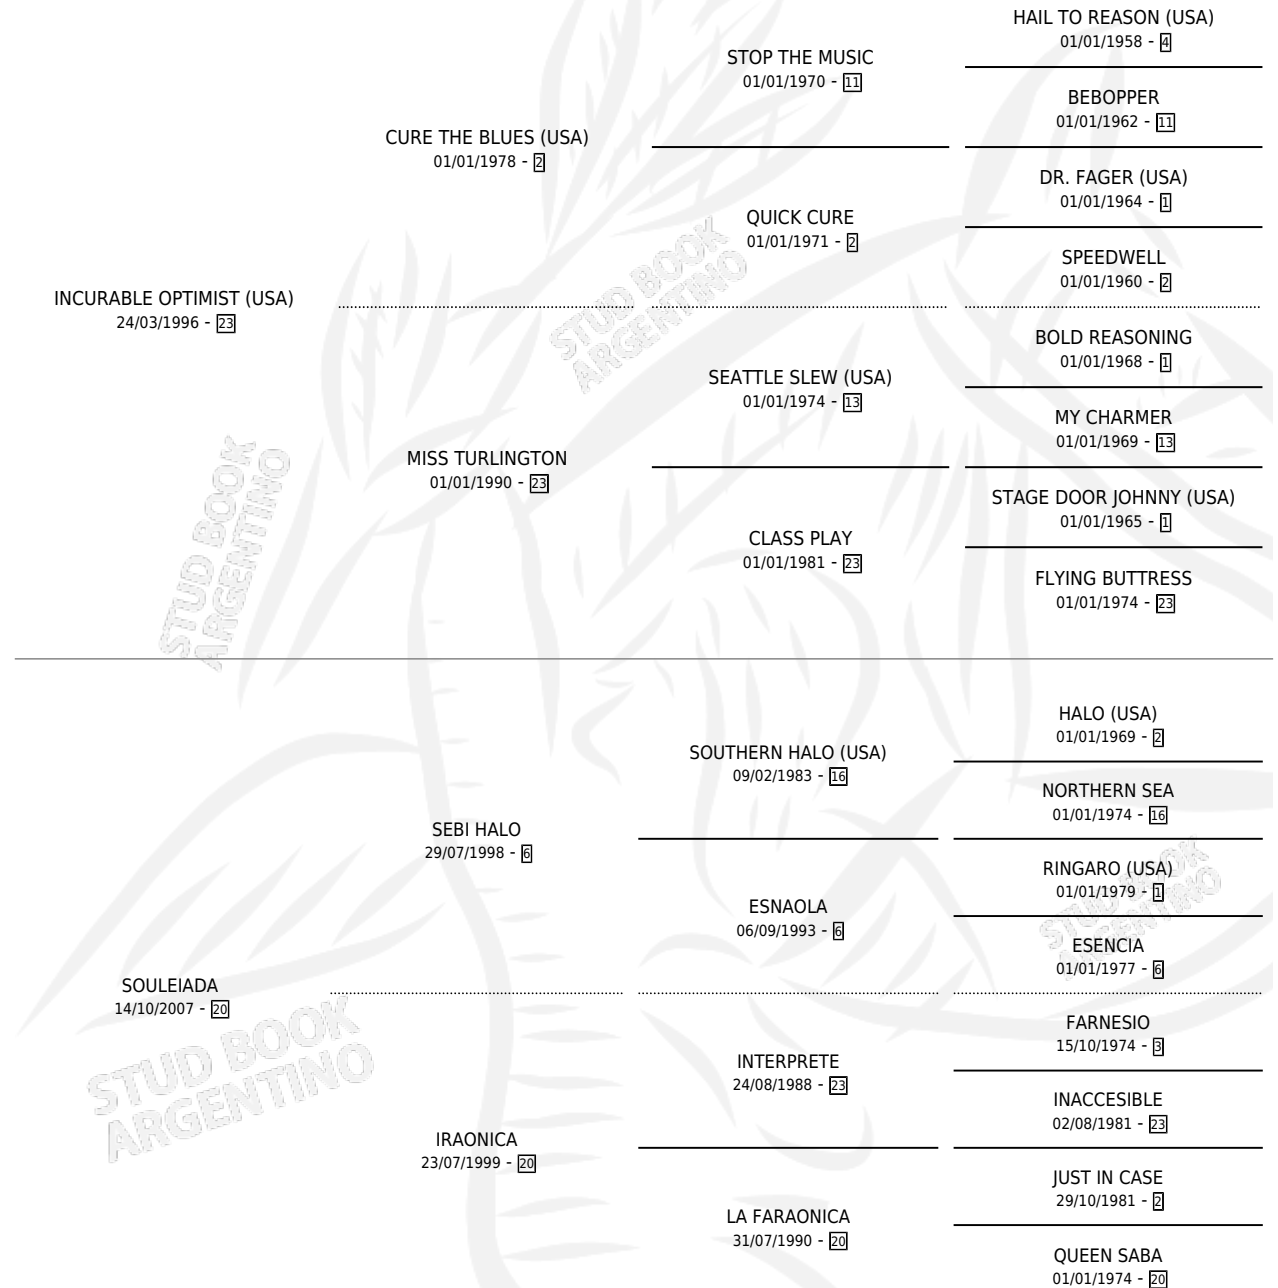 HAIL TO REASON (USA)
01/01/1958 - 4
STOP THE MUSIC
01/01/1970 - 11
BEBOPPER
01/01/1962 - 11
CURE THE BLUES (USA)
01/01/1978 - 2
DR. FAGER (USA)
01/01/1964 - 1
QUICK CURE
01/01/1971 - 2
SPEEDWELL
01/01/1960 - 2
INCURABLE OPTIMIST (USA)
24/03/1996 - 23
BOLD REASONING
01/01/1968 - 1
SEATTLE SLEW (USA)
01/01/1974 - 13
MY CHARMER
01/01/1969 - 13
MISS TURLINGTON
01/01/1990 - 23
STAGE DOOR JOHNNY (USA)
01/01/1965 - 1
CLASS PLAY
01/01/1981 - 23
FLYING BUTTRESS
01/01/1974 - 23
HALO (USA)
01/01/1969 - 2
SOUTHERN HALO (USA)
09/02/1983 - 16
NORTHERN SEA
01/01/1974 - 16
SEBI HALO
29/07/1998 - 6
RINGARO (USA)
01/01/1979 - 1
ESNAOLA
06/09/1993 - 6
ESENCIA
01/01/1977 - 6
SOULEIADA
14/10/2007 - 20
FARNESIO
15/10/1974 - 3
INTERPRETE
24/08/1988 - 23
INACCESIBLE
02/08/1981 - 23
IRAONICA
23/07/1999 - 20
JUST IN CASE
29/10/1981 - 2
LA FARAONICA
31/07/1990 - 20
QUEEN SABA
01/01/1974 - 20
STUD BOOK
ARGENTINO
STUD BOOK
ARGENTINO
STUD BOOK
ARGENTINO
STUD BOOK
ARGENTINO